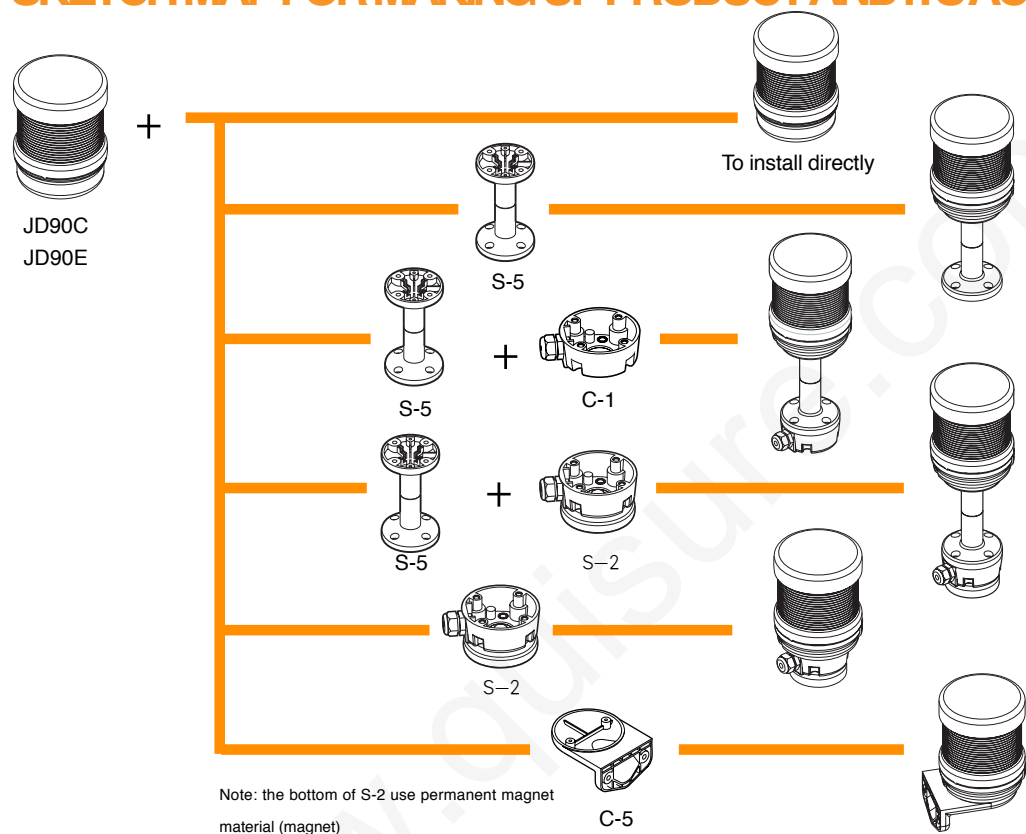 To install directly
JD90C
JD90E
S-5
S-5
C-1
S-5
S-2
S-2
C-5
Note: the bottom of S-2 use permanent magnet
material (magnet)